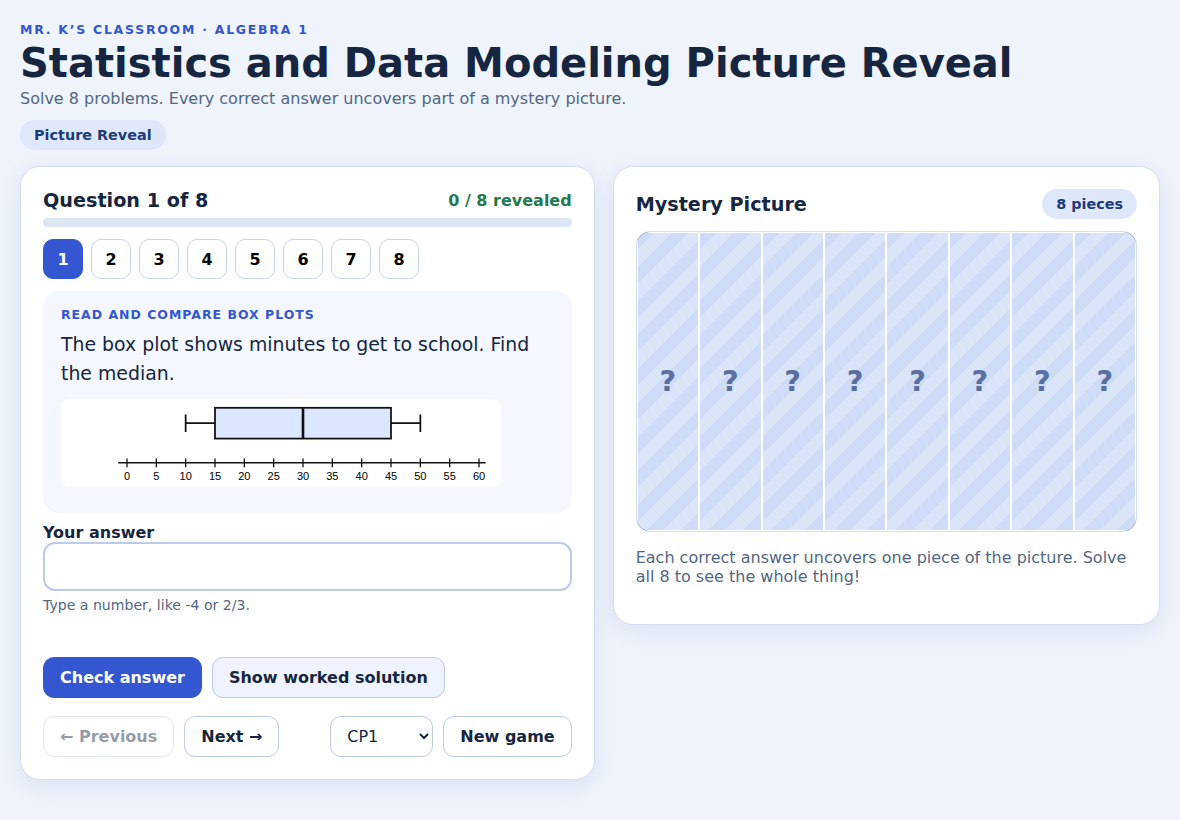 MR. K’S CLASSROOM · ALGEBRA 1
Statistics and Data Modeling Picture Reveal
Solve 8 problems. Every correct answer uncovers part of a mystery picture.
Picture Reveal
Question 1 of 8
0 / 8 revealed
1 2 3 4 5 6 7 8
READ AND COMPARE BOX PLOTS
The box plot shows minutes to get to school. Find
the median.
0 5 10 15 20 25 30 35 40 45 50 55 60
Your answer
Type a number, like -4 or 2/3.
Check answer
Show worked solution
← Previous
Next →
CP1
New game
Mystery Picture
8 pieces
? ? ? ? ? ? ? ?
Each correct answer uncovers one piece of the picture. Solve
all 8 to see the whole thing!